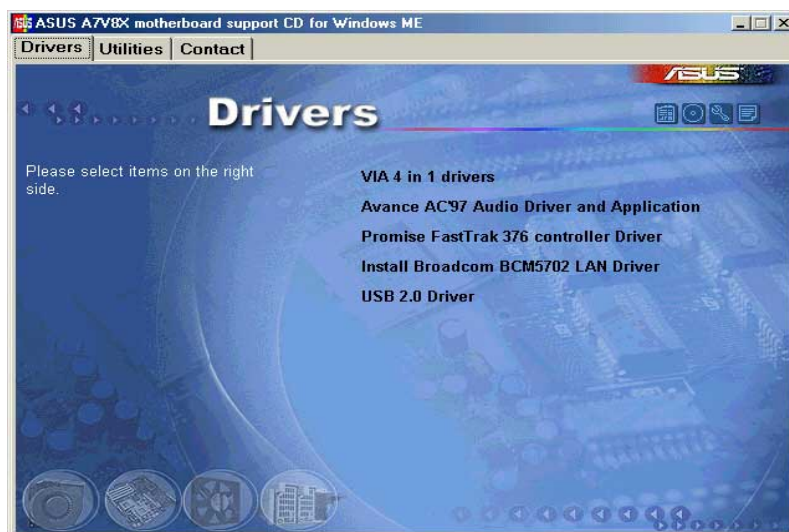 ASUS A7V8X motherboard support CD for Windows ME
Drivers Utilities Contact
ASUS
Drivers
Please select items on the right
side.
VIA 4 in 1 drivers
Avance AC'97 Audio Driver and Application
Promise FastTrak 376 controller Driver
Install Broadcom BCM5702 LAN Driver
USB 2.0 Driver